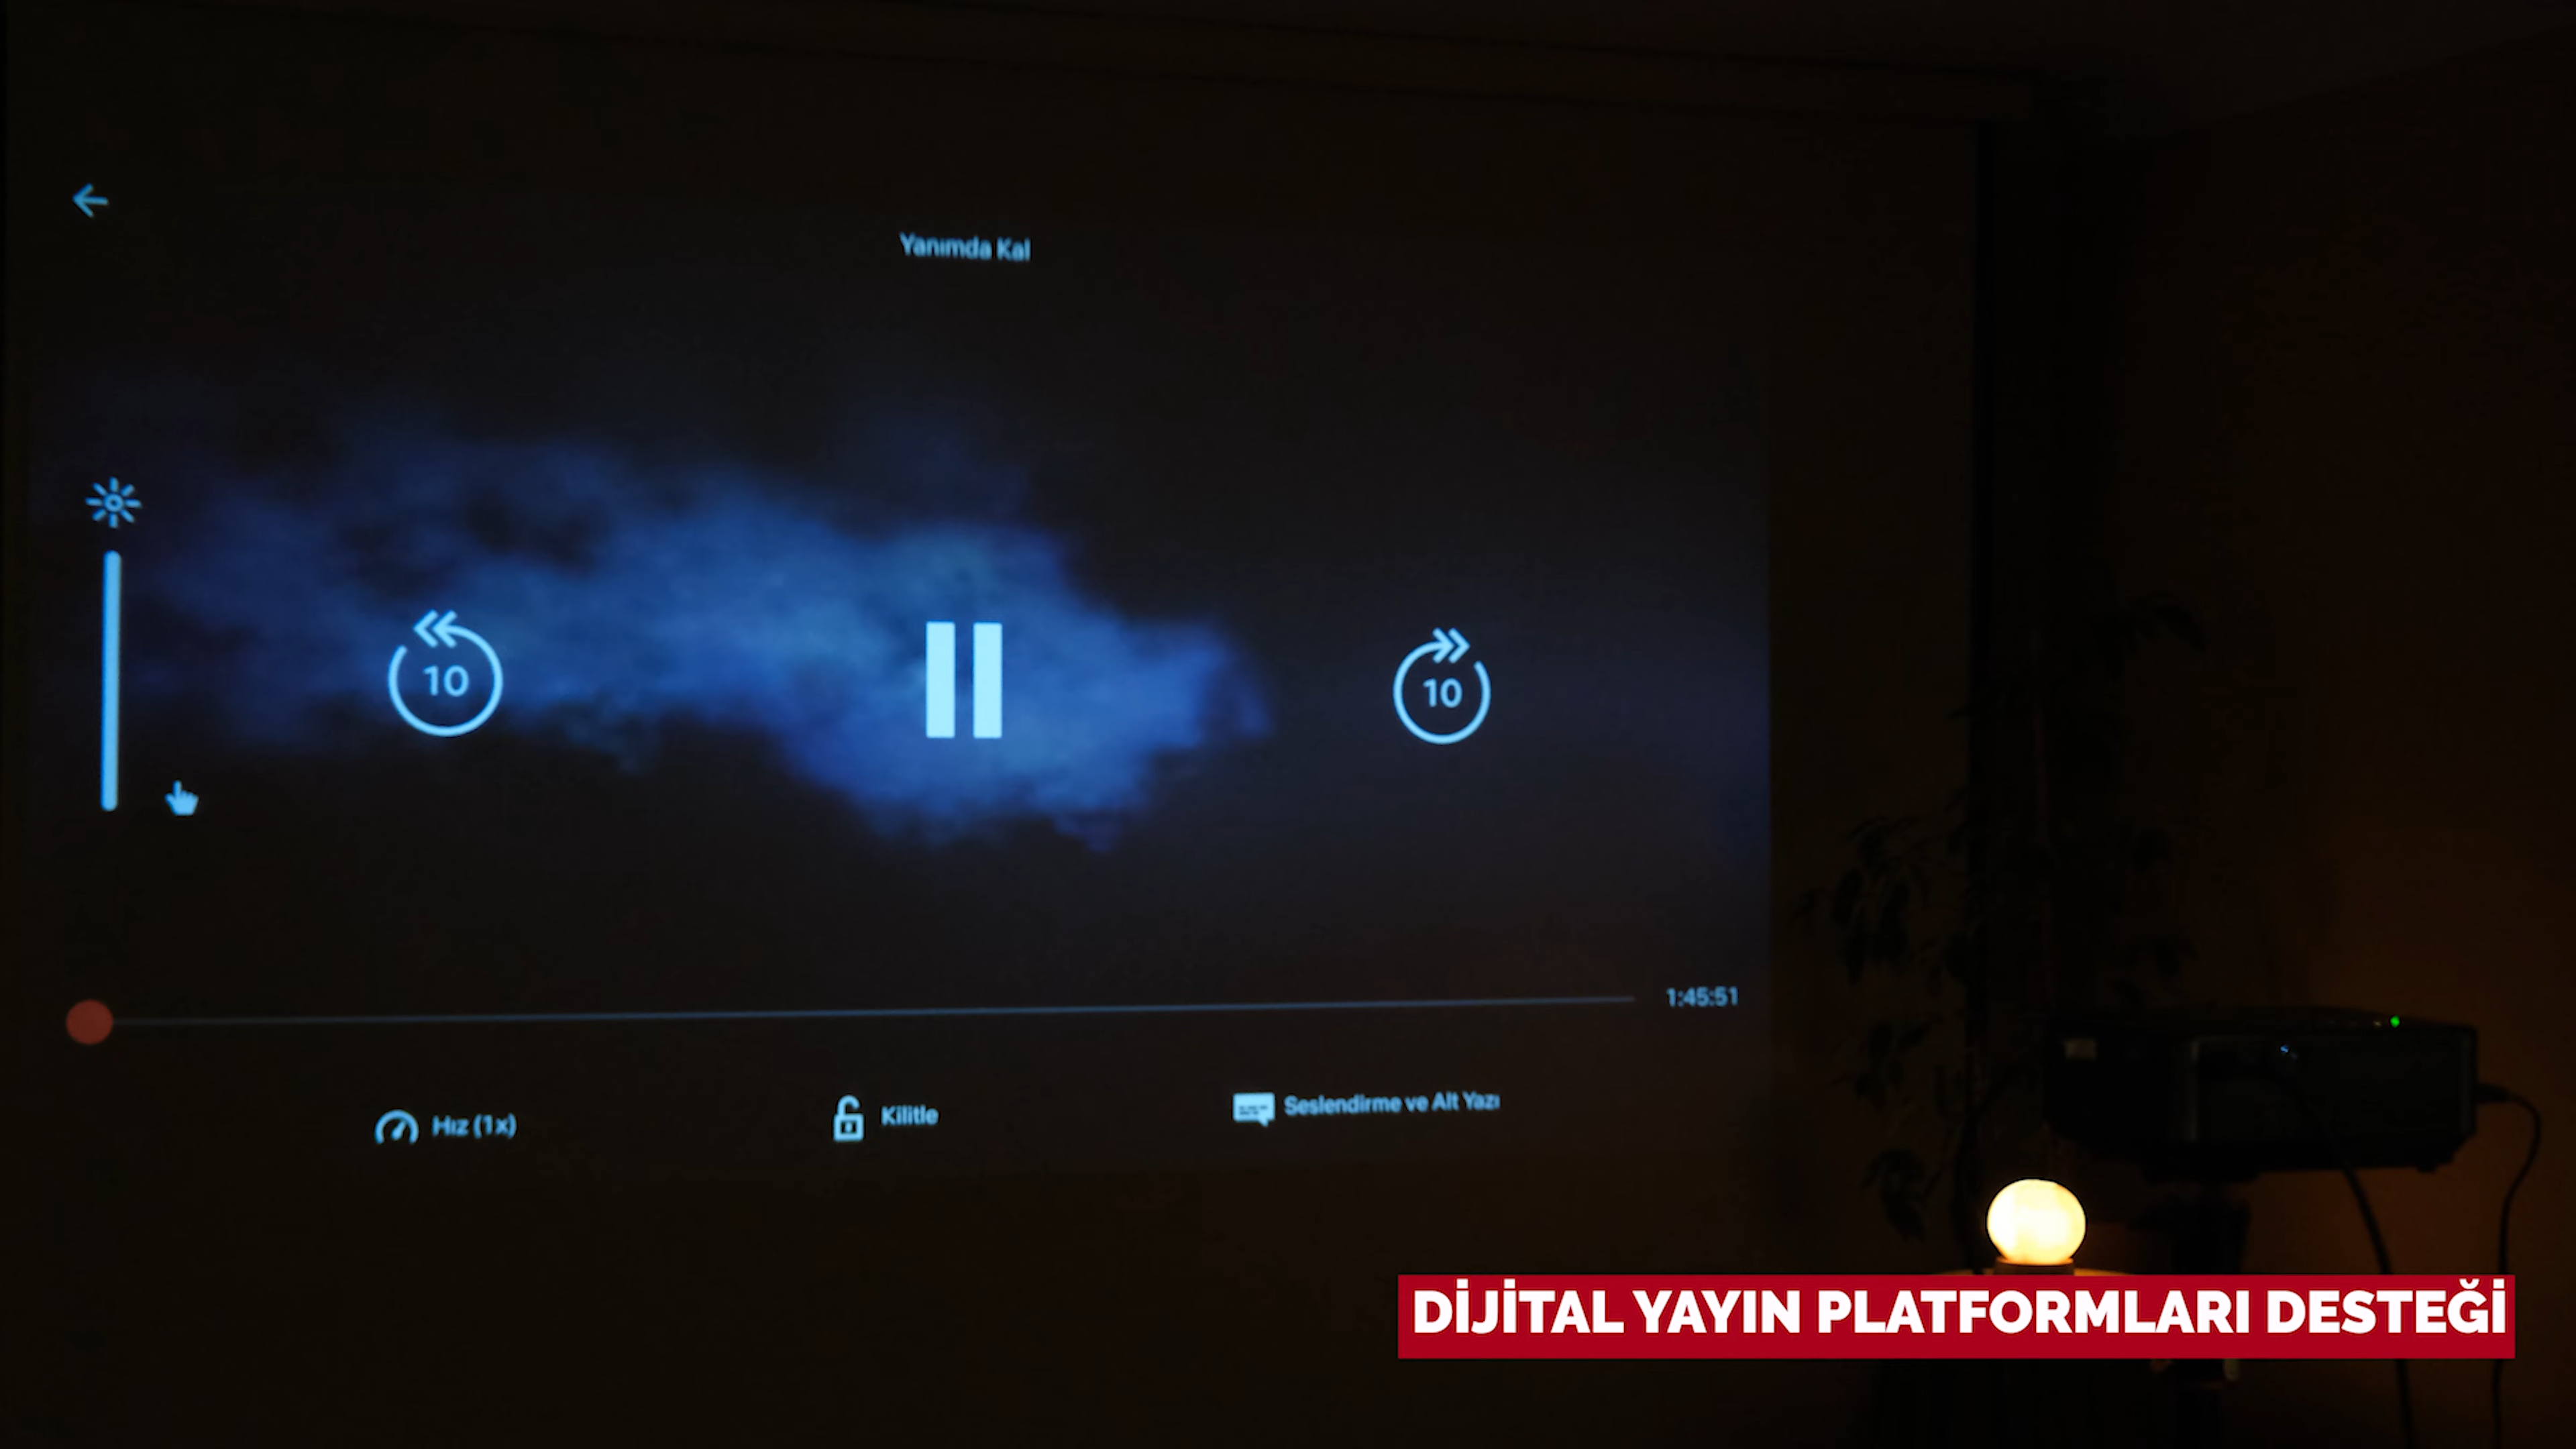 Yanımda Kal
10
10
1:45:51
Hız (1x)
Kilitle
Seslendirme ve Alt Yazı
DİJİTAL YAYIN PLATFORMLARI DESTEĞİ